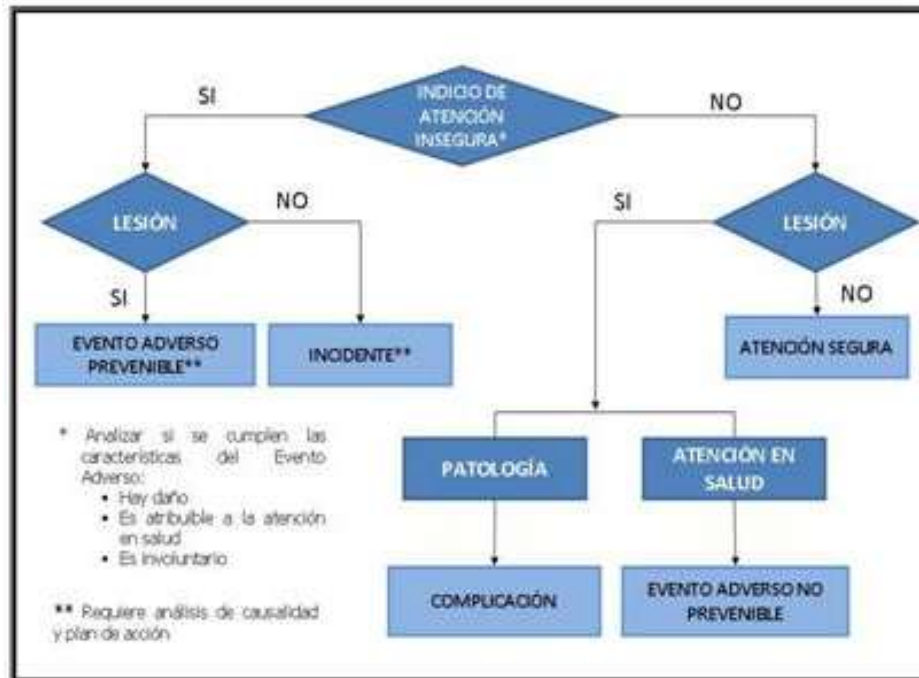 SI
INDICIO DE
ATENCIÓN
INSEGURA*
NO
LESIÓN
NO
SI
LESIÓN
SI
NO
EVENTO ADVERSO
PREVENIBLE**
INCIDENTE**
ATENCIÓN SEGURA
* Analizar si se cumplen las
características del Evento
Adverso:
• Hay daño
• Es atribuible a la atención
en salud
• Es involuntario
PATOLOGÍA
ATENCIÓN EN
SALUD
** Requiere análisis de causalidad
y plan de acción
COMPLICACIÓN
EVENTO ADVERSO NO
PREVENIBLE